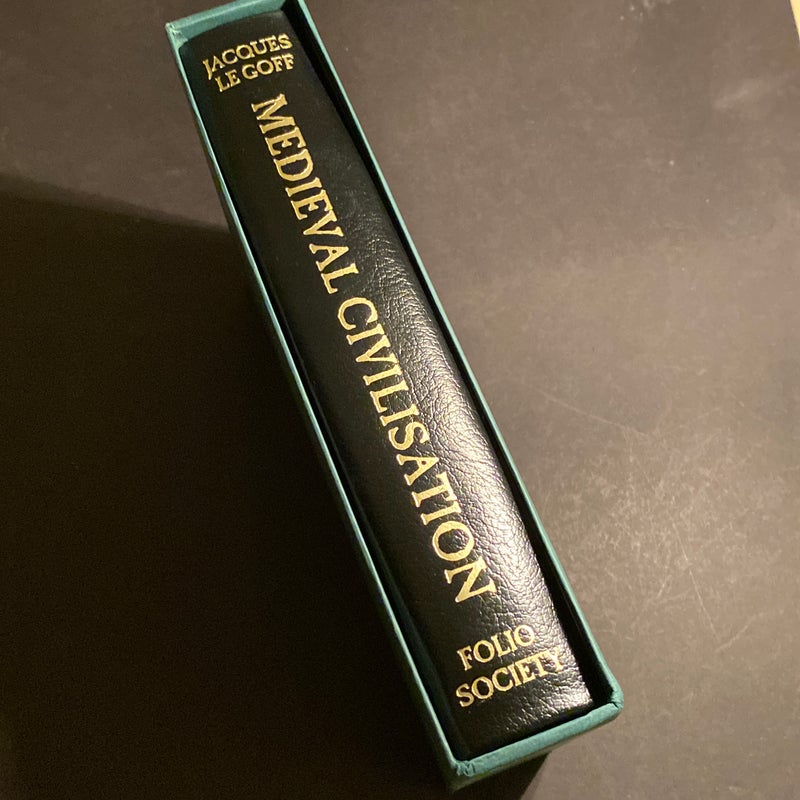 JACQUES
LE GOFF
MEDIEVAL CIVILISATION
FOLIO
SOCIETY